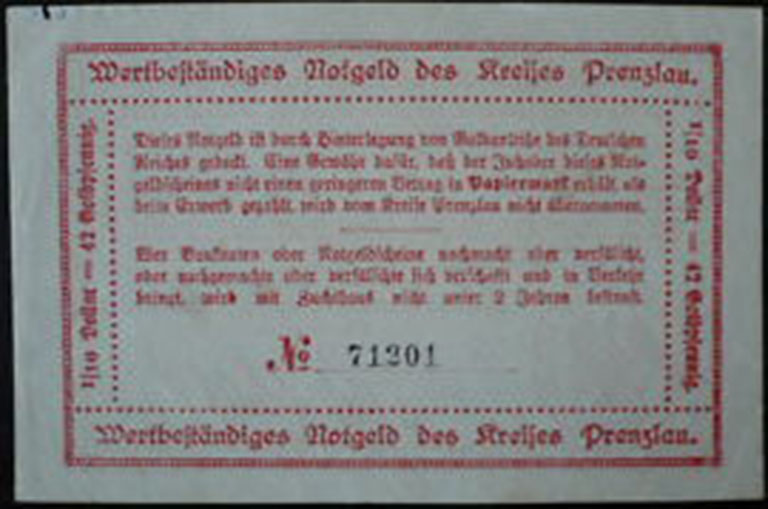 Wertbeständiges Notgeld des Kreises Prenzlau.
1/10 Dollar = 42 Goldpfennig.
Dieses Notgeld ist durch Hinterlegung von Goldanleihe des Deutschen
Reiches gedeckt. Eine Gewähr dafür, daß der Inhaber dieses Not-
geldscheines nicht einen geringeren Betrag in Papiermark erhält, als
beim Erwerb gezahlt, wird vom Kreise Prenzlau nicht übernommen.
Wer Banknoten oder Notgeldscheine nachmacht oder verfälscht,
oder nachgemachte oder verfälschte sich verschafft und in Verkehr
bringt, wird mit Zuchthaus nicht unter 2 Jahren bestraft.
№ 71201
1/10 Dollar = 42 Goldpfennig.
Wertbeständiges Notgeld des Kreises Prenzlau.